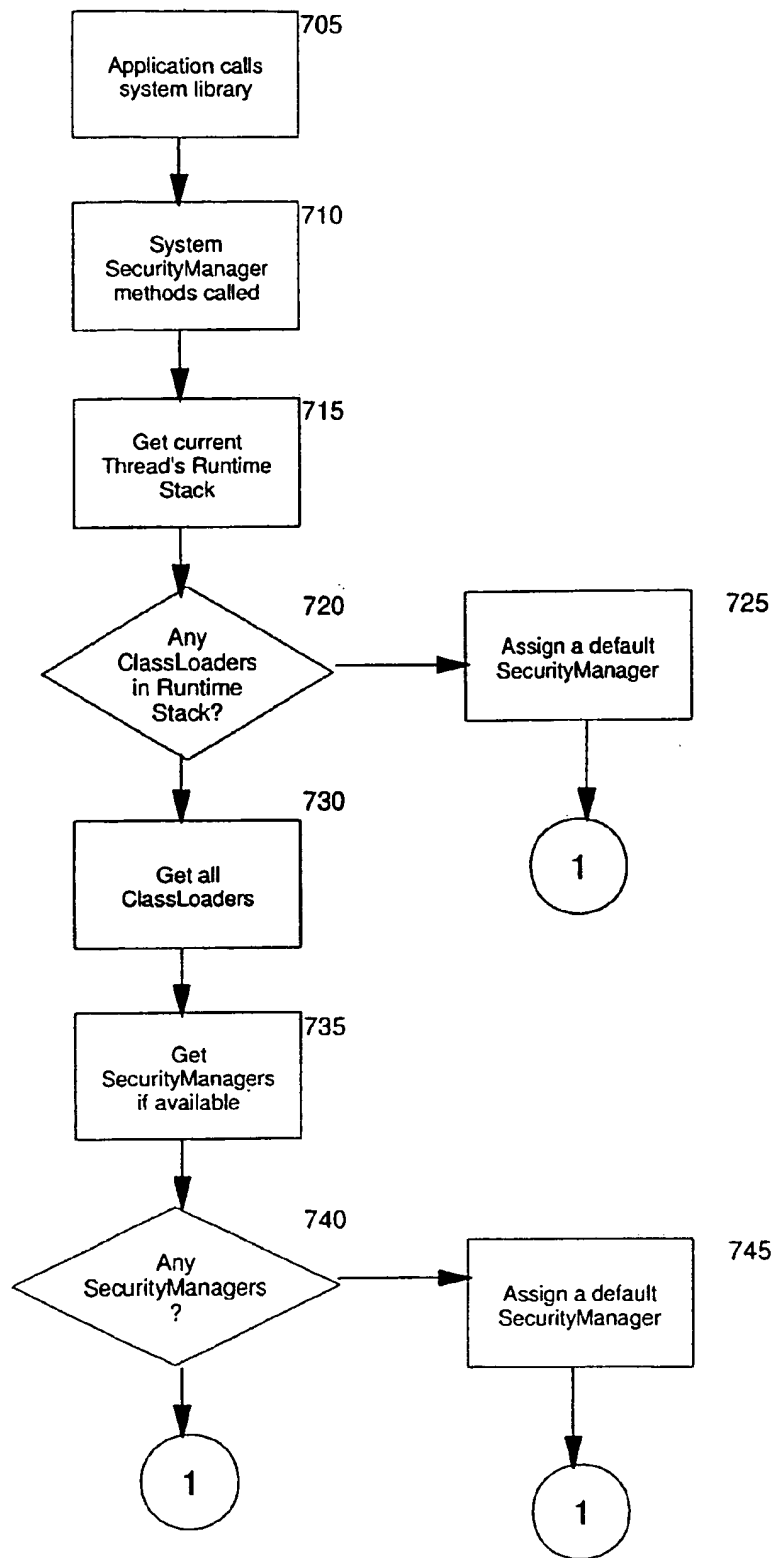 705
Application calls
system library
710
System
SecurityManager
methods called
715
Get current
Thread's Runtime
Stack
720
Any
ClassLoaders
in Runtime
Stack?
725
Assign a default
SecurityManager
1
730
Get all
ClassLoaders
735
Get
SecurityManagers
if available
740
Any
SecurityManagers
?
745
Assign a default
SecurityManager
1
1